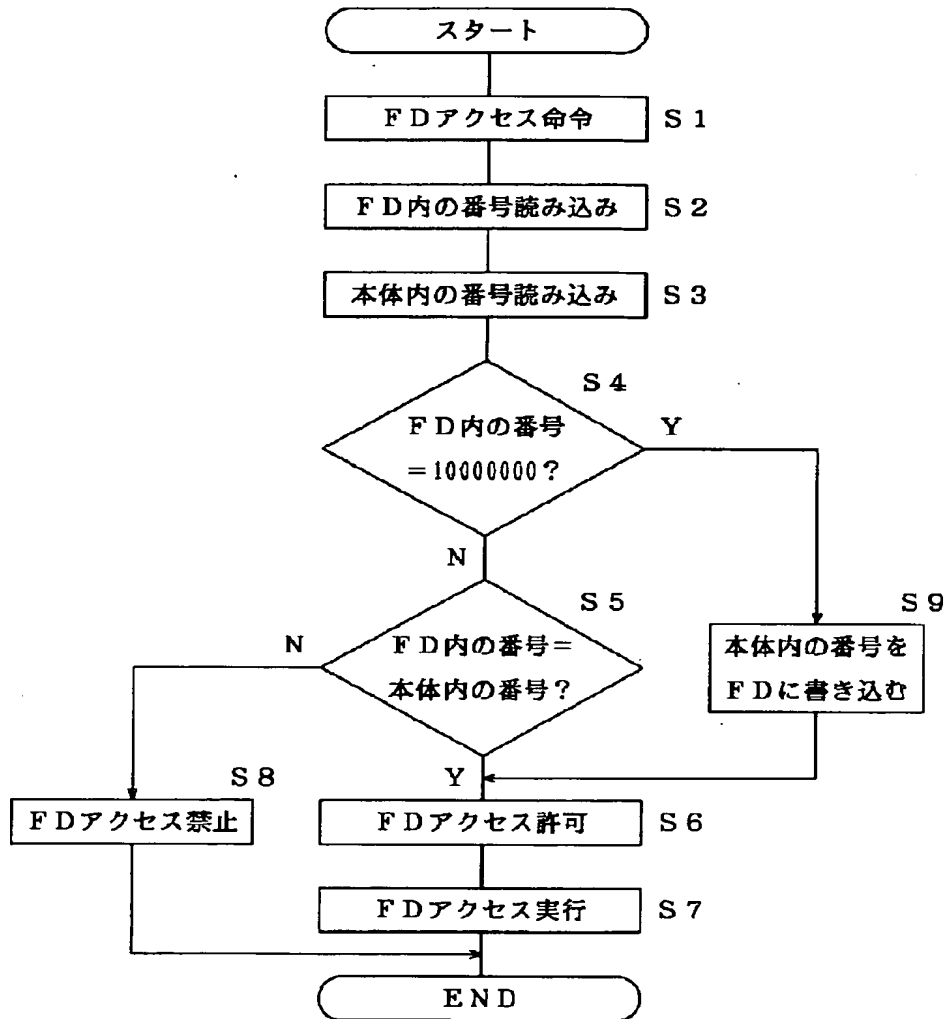 スタート
FDアクセス命令 S1
FD内の番号読み込み S2
本体内の番号読み込み S3
S4
FD内の番号
=10000000?
Y
N
S5
FD内の番号=
本体内の番号?
N
S9
本体内の番号を
FDに書き込む
Y
S8
FDアクセス禁止
FDアクセス許可 S6
FDアクセス実行 S7
END